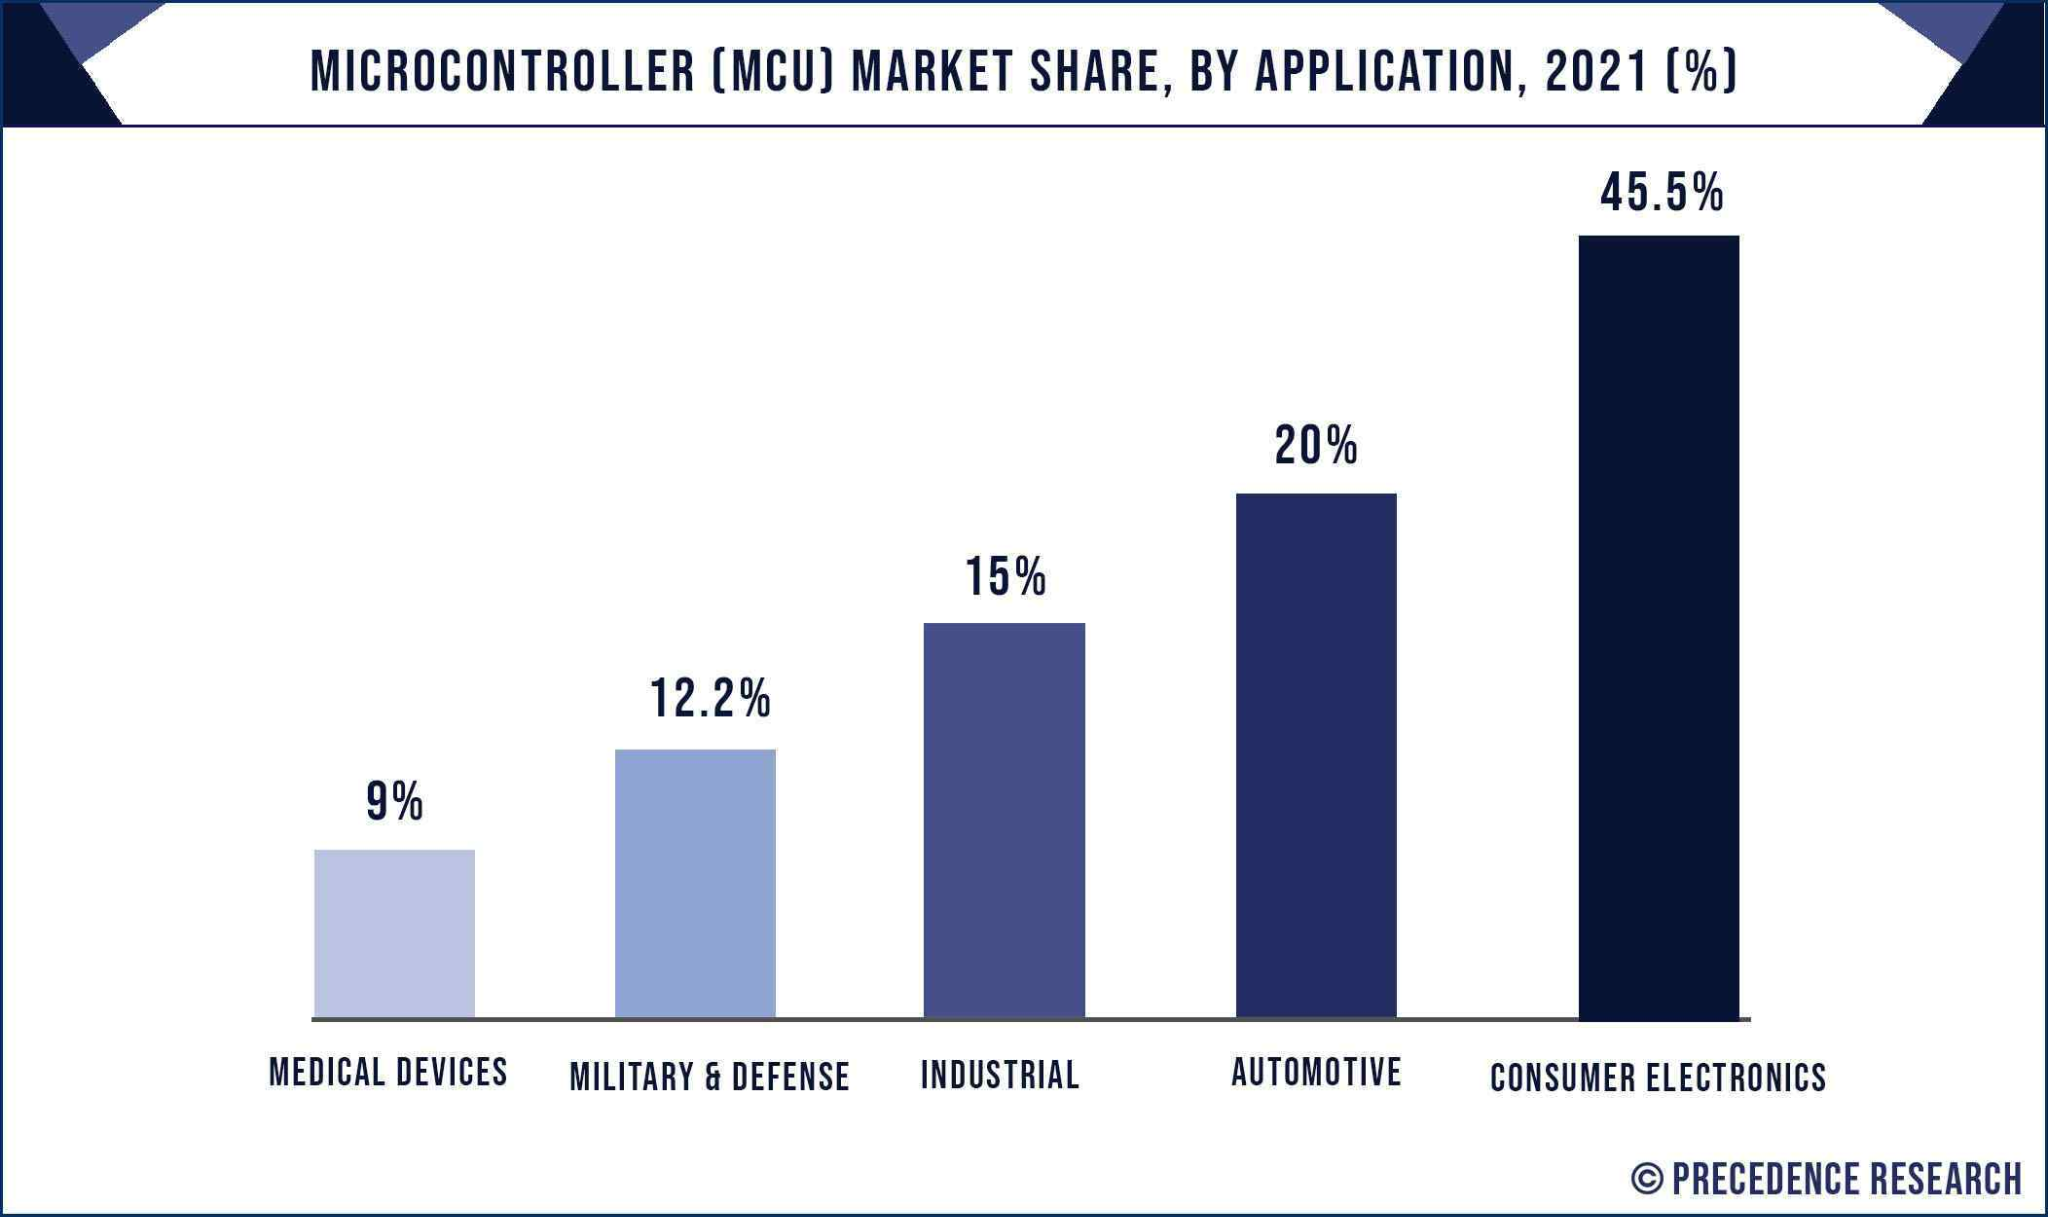 MICROCONTROLLER (MCU) MARKET SHARE, BY APPLICATION, 2021 (%)
45.5%
20%
15%
12.2%
9%
MEDICAL DEVICES
MILITARY & DEFENSE
INDUSTRIAL
AUTOMOTIVE
CONSUMER ELECTRONICS
© PRECEDENCE RESEARCH